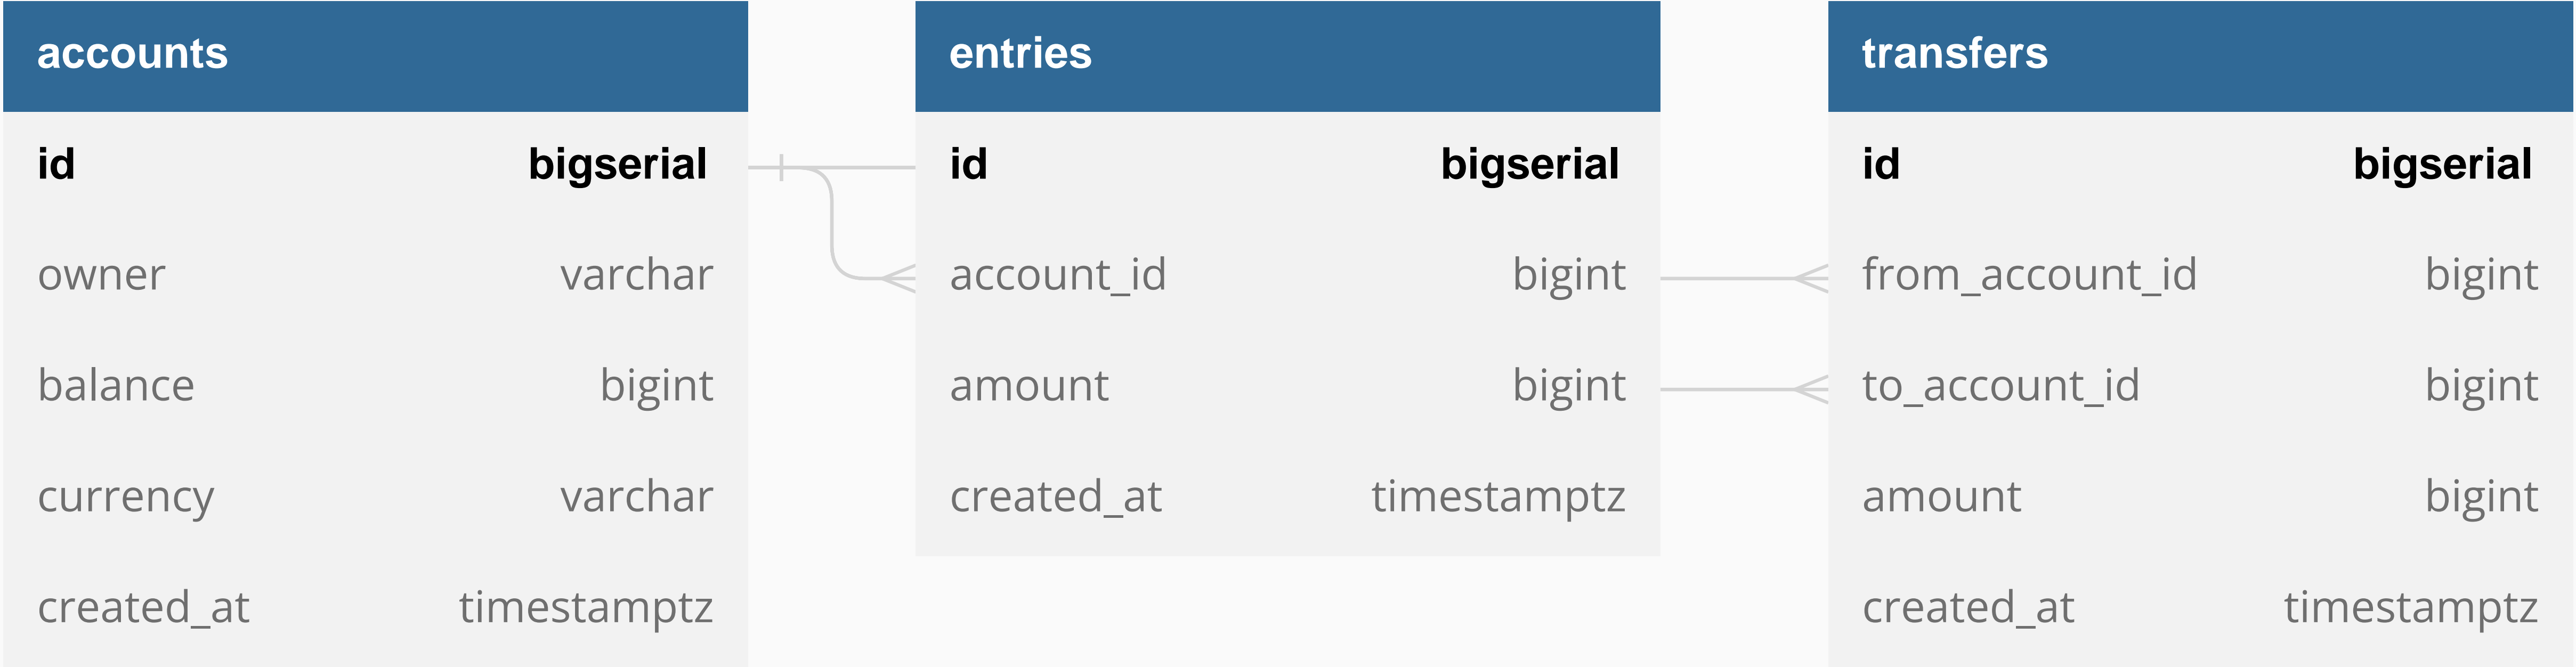 accounts
id bigserial
owner varchar
balance bigint
currency varchar
created_at timestamptz
entries
id bigserial
account_id bigint
amount bigint
created_at timestamptz
transfers
id bigserial
from_account_id bigint
to_account_id bigint
amount bigint
created_at timestamptz